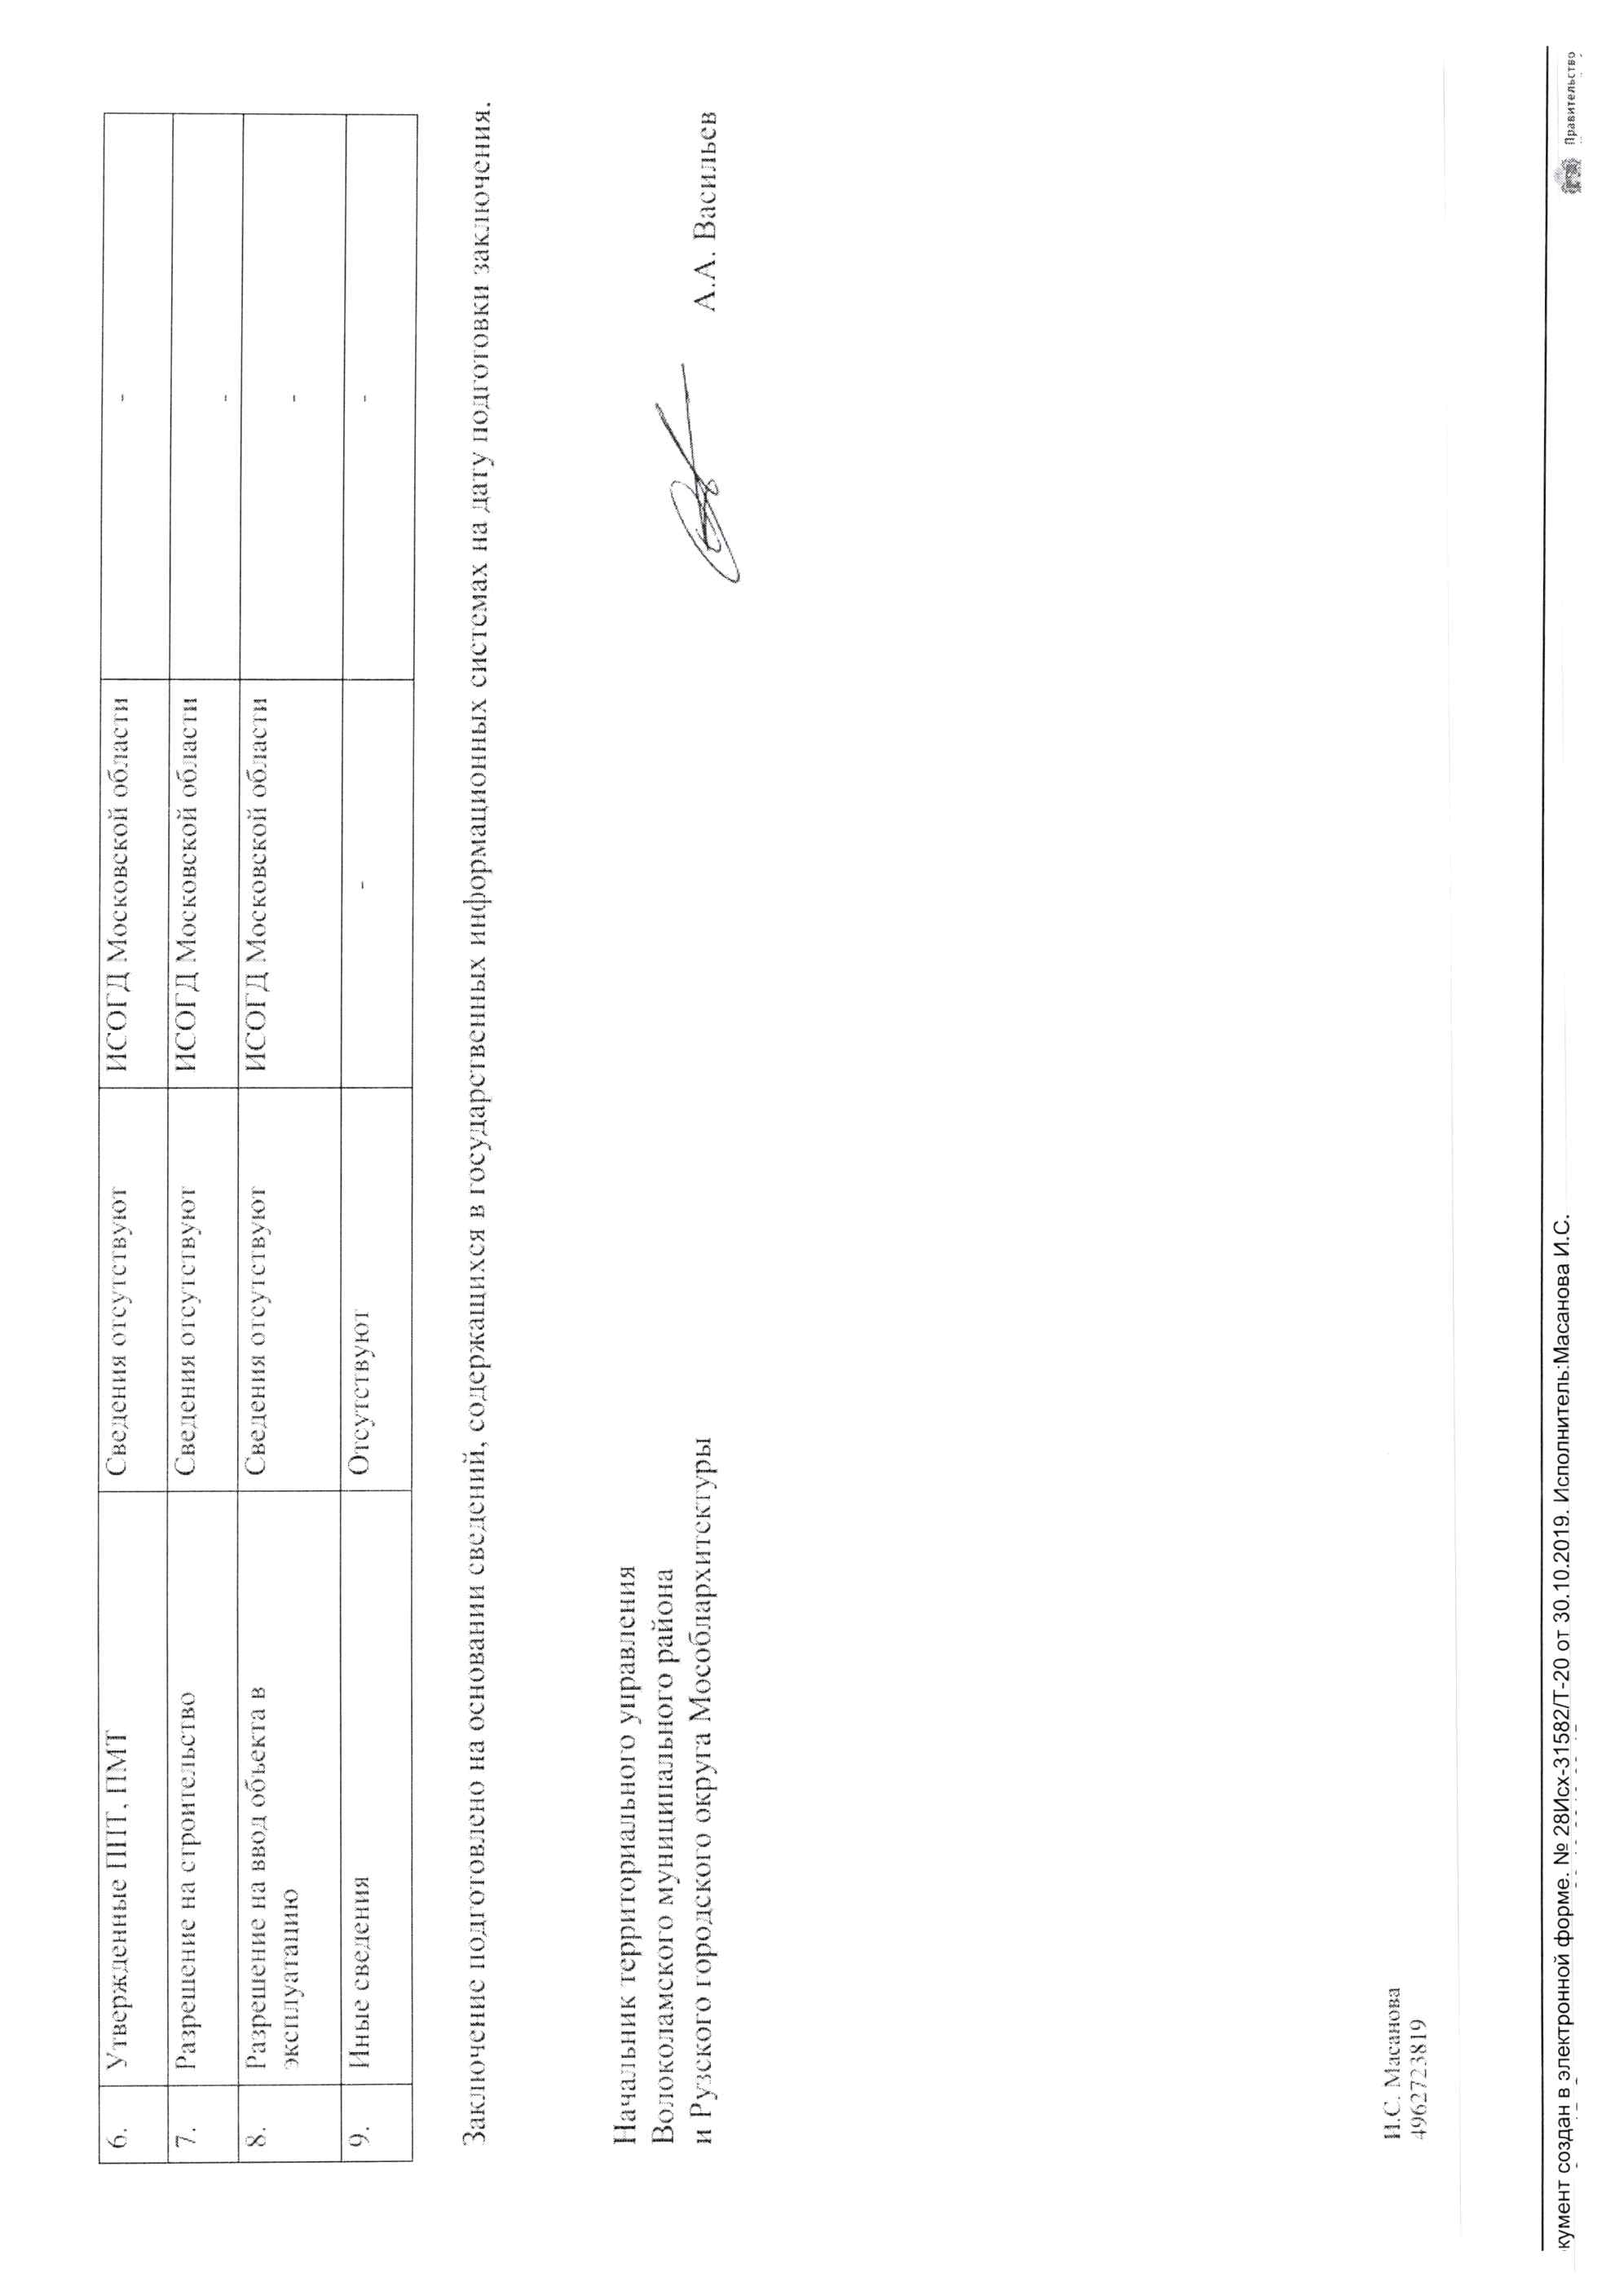 6. Утвержденные ППТ, ПМТ Сведения отсутствуют ИСОГД Московской области -
7. Разрешение на строительство Сведения отсутствуют ИСОГД Московской области -
8. Разрешение на ввод объекта в Сведения отсутствуют ИСОГД Московской области -
эксплуатацию
9. Иные сведения Отсутствуют - -
Заключение подготовлено на основании сведений, содержащихся в государственных информационных системах на дату подготовки заключения.
Начальник территориального управления
Волоколамского муниципального района
и Рузского городского округа Мособлархитектуры А.А. Васильев
И.С. Масанова
4962723819
кумент создан в электронной форме. № 28Исх-31582/Т-20 от 30.10.2019. Исполнитель:Масанова И.С.
Правительство